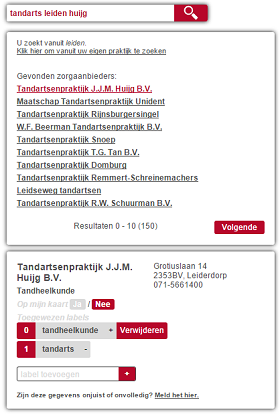 tandarts leiden huijg
U zoekt vanuit leiden.
Klik hier om vanuit uw eigen praktijk te zoeken
Gevonden zorgaanbieders:
Tandartsenpraktijk J.J.M. Huijg B.V.
Maatschap Tandartsenpraktijk Unident
Tandartsenpraktijk Rijnsburgersingel
W.F. Beerman Tandartsenpraktijk B.V.
Tandartsenpraktijk Snoep
Tandartsenpraktijk T.G. Tan B.V.
Tandartsenpraktijk Domburg
Tandartsenpraktijk Remmert-Schreinemachers
Leidseweg tandartsen
Tandartsenpraktijk R.W. Schuurman B.V.
Resultaten 0 - 10 (150)
Volgende
Tandartsenpraktijk J.J.M.
Huijg B.V.
Tandheelkunde
Grotiuslaan 14
2353BV, Leiderdorp
071-5661400
Op mijn kaart Ja / Nee
Toegewezen labels
0 tandheelkunde + Verwijderen
1 tandarts -
label toevoegen +
Zijn deze gegevens onjuist of onvolledig? Meld het hier.